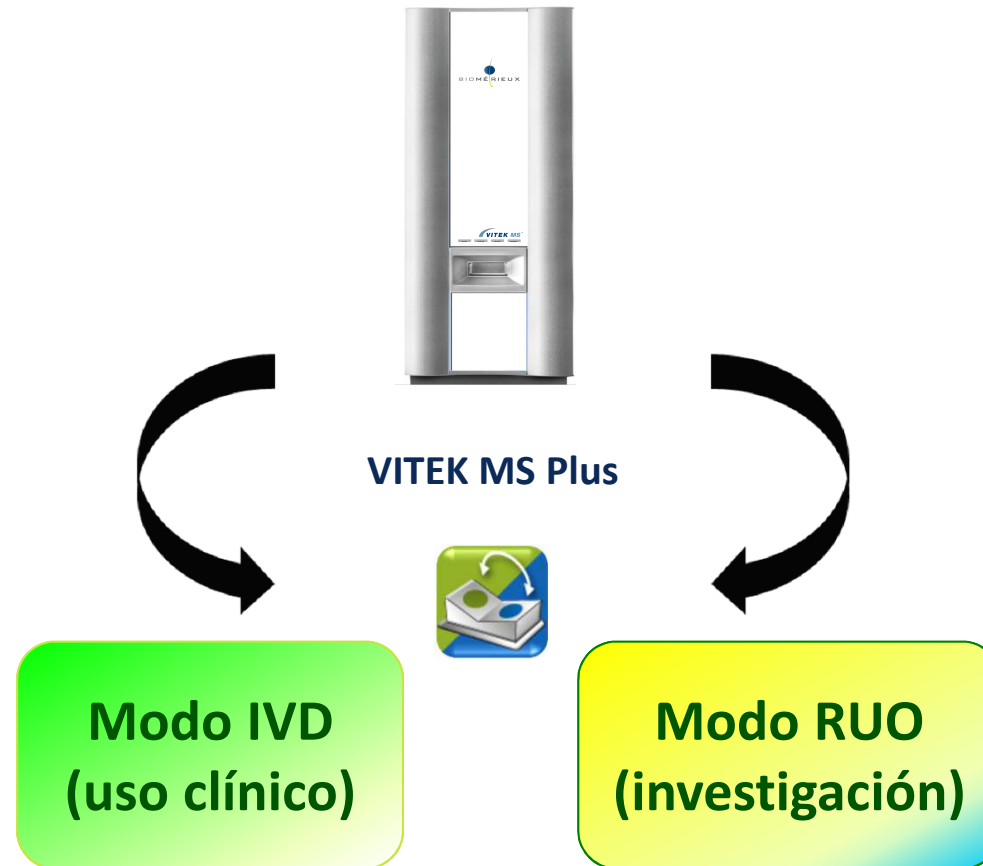 BIOMÉRIEUX
VITEK MS
VITEK MS Plus
Modo IVD
(uso clínico)
Modo RUO
(investigación)